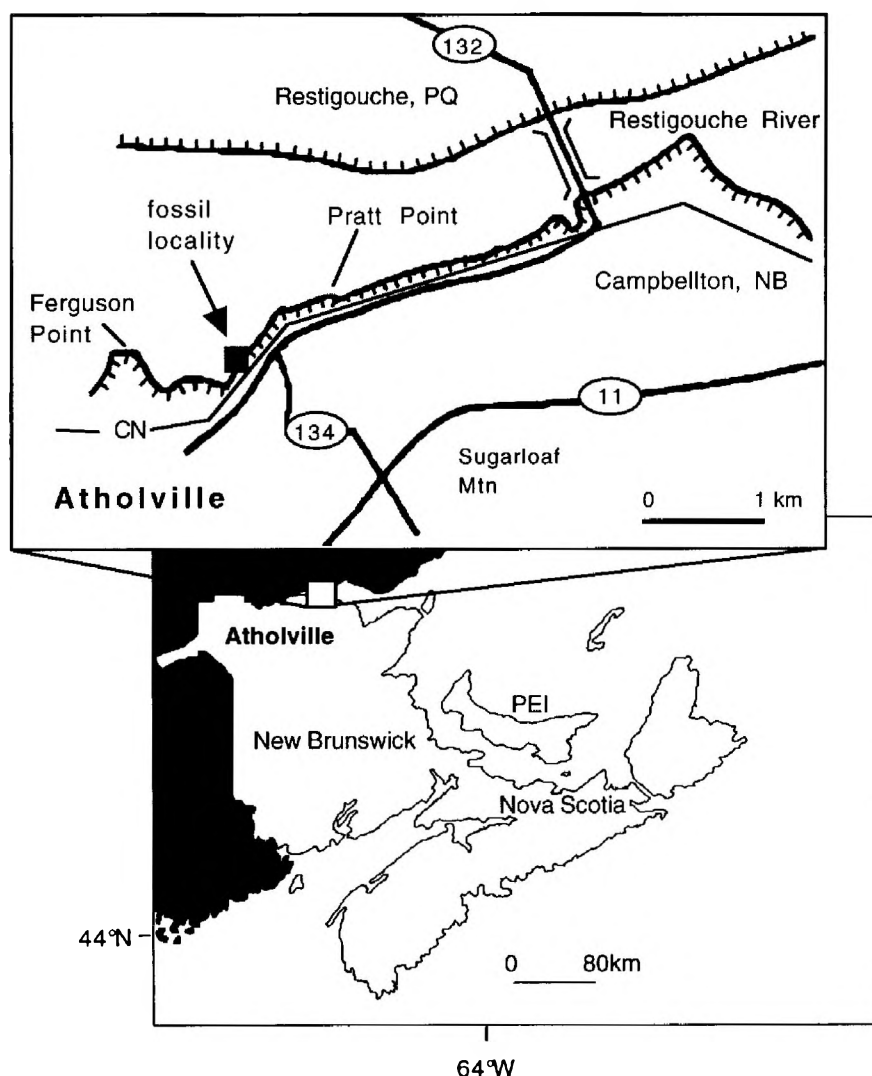 132
Restigouche, PQ
Restigouche River
fossil
locality
Pratt Point
Ferguson
Point
Campbellton, NB
CN
11
134
Sugarloaf
Mtn
Atholville
0 1 km
Atholville
PEI
New Brunswick
Nova Scotia
44°N
0 80km
64°W